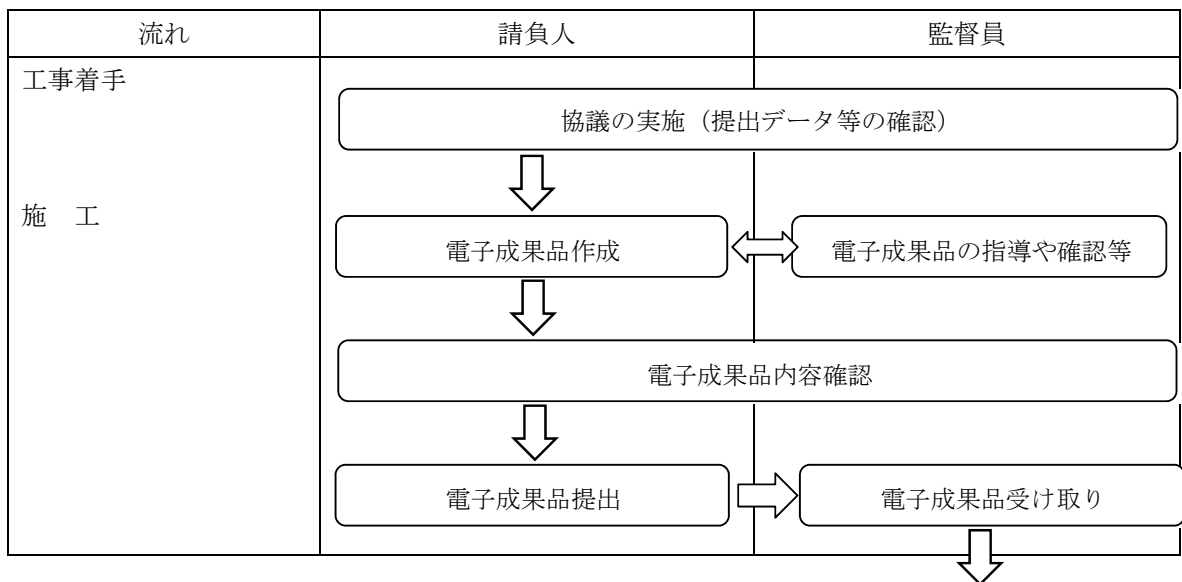 流れ
請負人
監督員
工事着手
協議の実施（提出データ等の確認）
施　工
電子成果品作成
電子成果品の指導や確認等
電子成果品内容確認
電子成果品提出
電子成果品受け取り